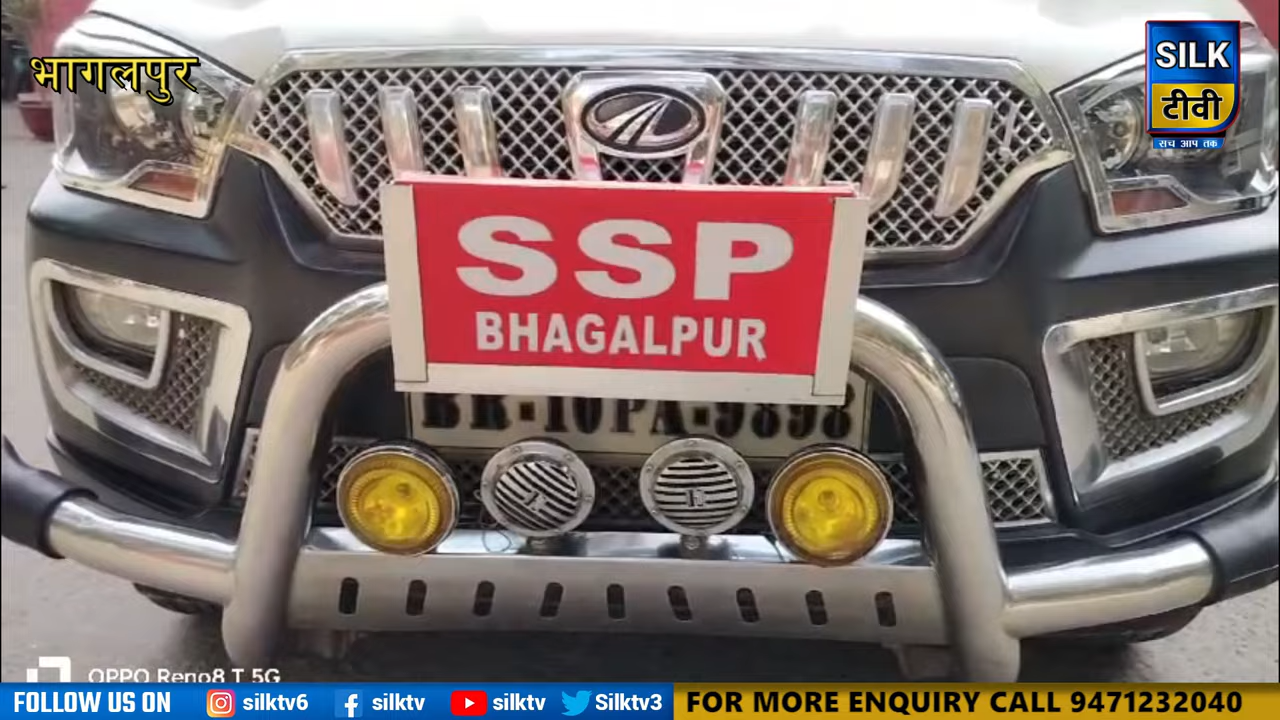 भागलपुर
SILK
टीवी
सच आप तक
SSP
BHAGALPUR
BR-10PA-9898
OPPO Reno8 T 5G
FOLLOW US ON silktv6 silktv silktv Silktv3 FOR MORE ENQUIRY CALL 9471232040